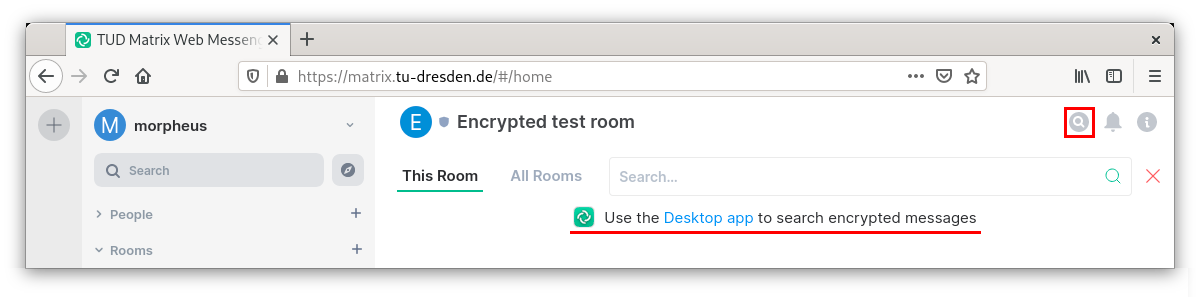 TUD Matrix Web Messeng
https://matrix.tu-dresden.de/#/home
M morpheus
E Encrypted test room
Search
This Room All Rooms Search...
People
Use the Desktop app to search encrypted messages
Rooms